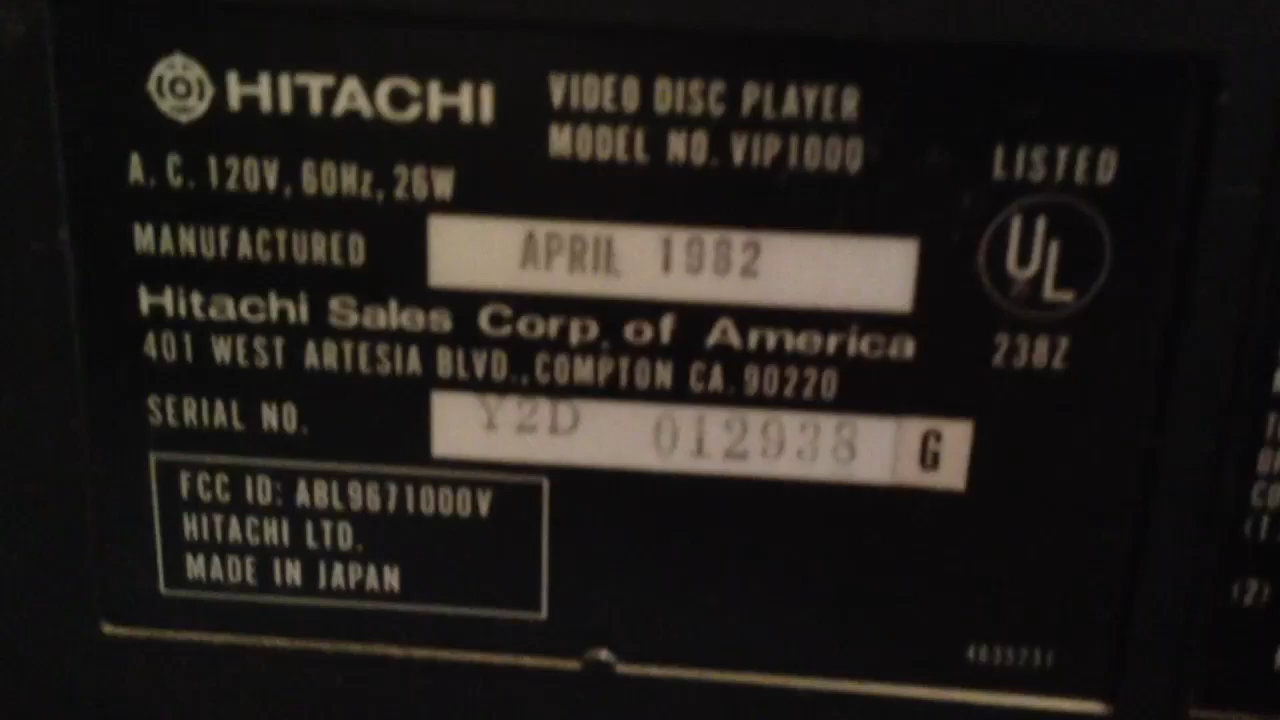 HITACHI
VIDEO DISC PLAYER
MODEL NO. VIP1000
A.C. 120V, 60Hz, 26W
LISTED
UL
238Z
MANUFACTURED APRIL 1982
Hitachi Sales Corp. of America
401 WEST ARTESIA BLVD., COMPTON CA. 90220
SERIAL NO. Y2D 012938 G
FCC ID: ABL9671000V
HITACHI LTD.
MADE IN JAPAN
(2)